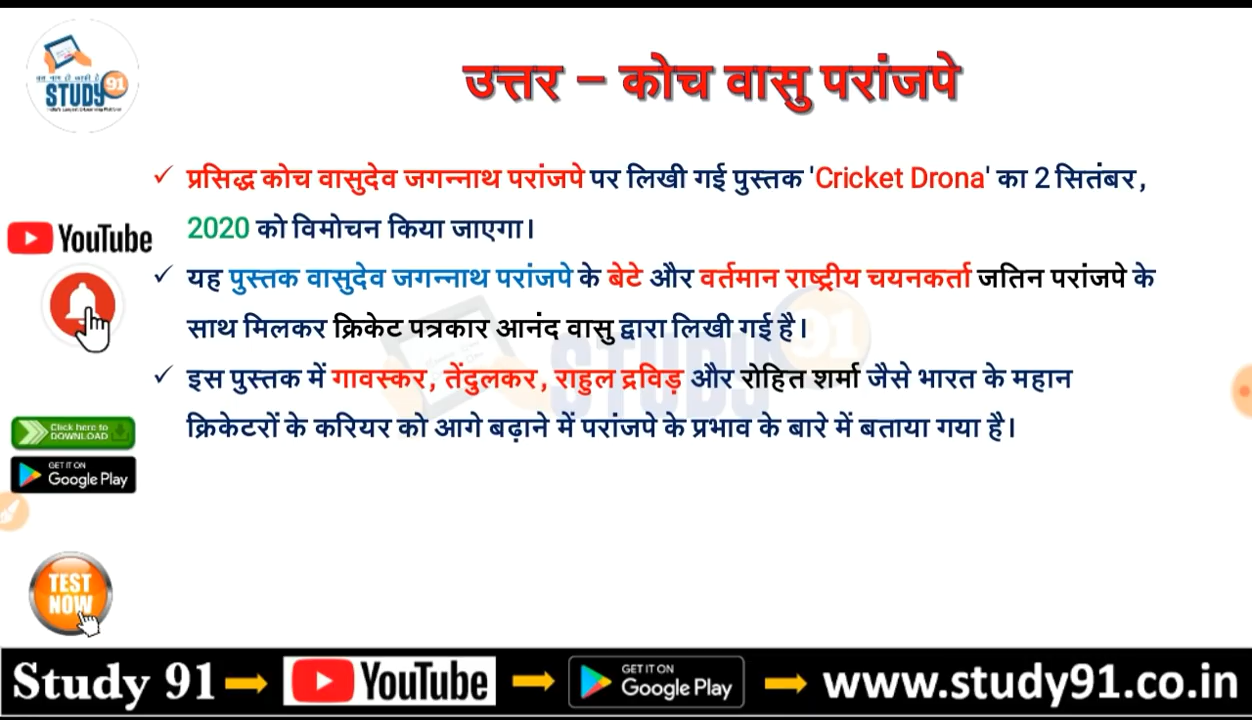 उत्तर – कोच वासु परांजपे
STUDY 91
प्रसिद्ध कोच वासुदेव जगन्नाथ परांजपे पर लिखी गई पुस्तक 'Cricket Drona' का 2 सितंबर,
2020 को विमोचन किया जाएगा।
YouTube
यह पुस्तक वासुदेव जगन्नाथ परांजपे के बेटे और वर्तमान राष्ट्रीय चयनकर्ता जतिन परांजपे के
साथ मिलकर क्रिकेट पत्रकार आनंद वासु द्वारा लिखी गई है।
STUDY 91
इस पुस्तक में गावस्कर, तेंदुलकर, राहुल द्रविड़ और रोहित शर्मा जैसे भारत के महान
क्रिकेटरों के करियर को आगे बढ़ाने में परांजपे के प्रभाव के बारे में बताया गया है।
Click here to
DOWNLOAD
GET IT ON
Google Play
TEST
NOW
Study 91 YouTube GET IT ON Google Play www.study91.co.in